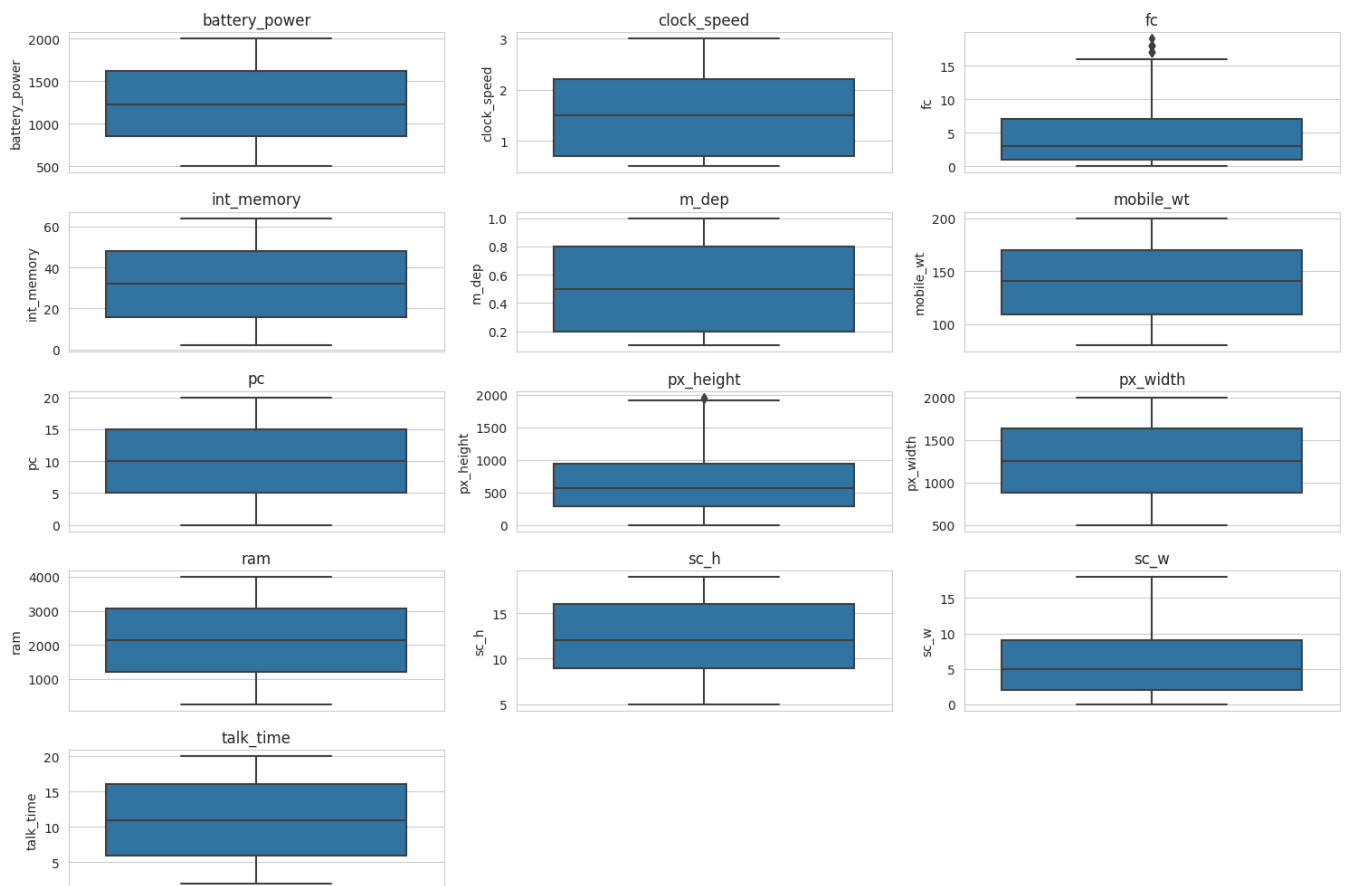 battery_power
battery_power
2000
1500
1000
500
clock_speed
clock_speed
3
2
1
fc
fc
15
10
5
0
int_memory
int_memory
60
40
20
0
m_dep
m_dep
1.0
0.8
0.6
0.4
0.2
mobile_wt
mobile_wt
200
150
100
pc
pc
20
15
10
5
0
px_height
px_height
2000
1500
1000
500
0
px_width
px_width
2000
1500
1000
500
ram
ram
4000
3000
2000
1000
sc_h
sc_h
15
10
5
sc_w
sc_w
15
10
5
0
talk_time
talk_time
20
15
10
5